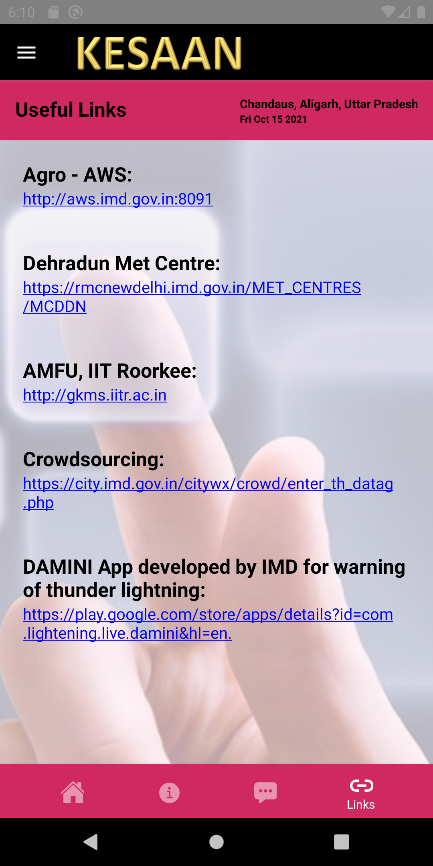 6:10
KESAAN
Useful Links
Chandaus, Aligarh, Uttar Pradesh
Fri Oct 15 2021
Agro - AWS:
http://aws.imd.gov.in:8091
Dehradun Met Centre:
https://rmcnewdelhi.imd.gov.in/MET_CENTRES
/MCDDN
AMFU, IIT Roorkee:
http://gkms.iitr.ac.in
Crowdsourcing:
https://city.imd.gov.in/citywx/crowd/enter_th_datag
.php
DAMINI App developed by IMD for warning
of thunder lightning:
https://play.google.com/store/apps/details?id=com
.lightening.live.damini&hl=en.
Links